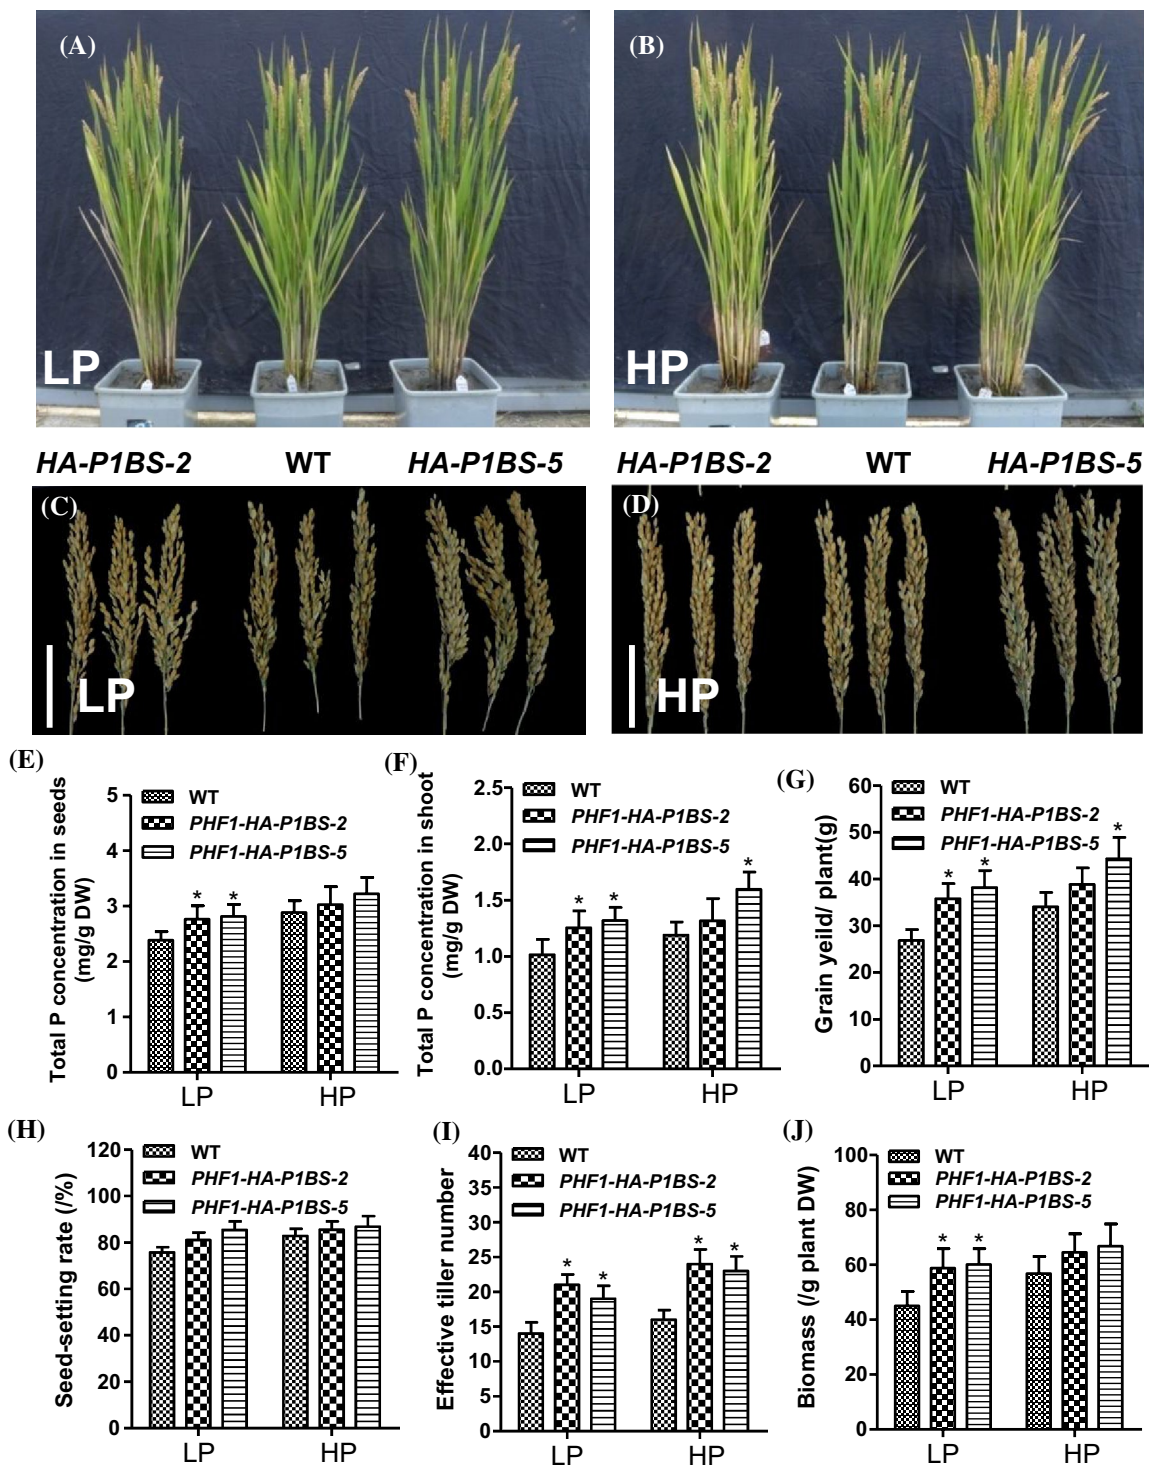 (A)
(B)
LP
HP
HA-P1BS-2 WT HA-P1BS-5
HA-P1BS-2 WT HA-P1BS-5
(C)
(D)
LP
HP
(E)
Total P concentration in seeds
(mg/g DW)
5
4
3
2
1
0
WT
PHF1-HA-P1BS-2
PHF1-HA-P1BS-5
* *
LP HP
(F)
Total P concentration in shoot
(mg/g DW)
2.5
2.0
1.5
1.0
0.5
0.0
WT
PHF1-HA-P1BS-2
PHF1-HA-P1BS-5
* * *
LP HP
(G)
Grain yeild/ plant(g)
60
50
40
30
20
10
0
WT
PHF1-HA-P1BS-2
PHF1-HA-P1BS-5
* * *
LP HP
(H)
Seed-setting rate (/%)
120
100
80
60
40
20
0
WT
PHF1-HA-P1BS-2
PHF1-HA-P1BS-5
LP HP
(I)
Effective tiller number
40
35
30
25
20
15
10
5
0
WT
PHF1-HA-P1BS-2
PHF1-HA-P1BS-5
* * * *
LP HP
(J)
Biomass (/g plant DW)
100
80
60
40
20
0
WT
PHF1-HA-P1BS-2
PHF1-HA-P1BS-5
* *
LP HP